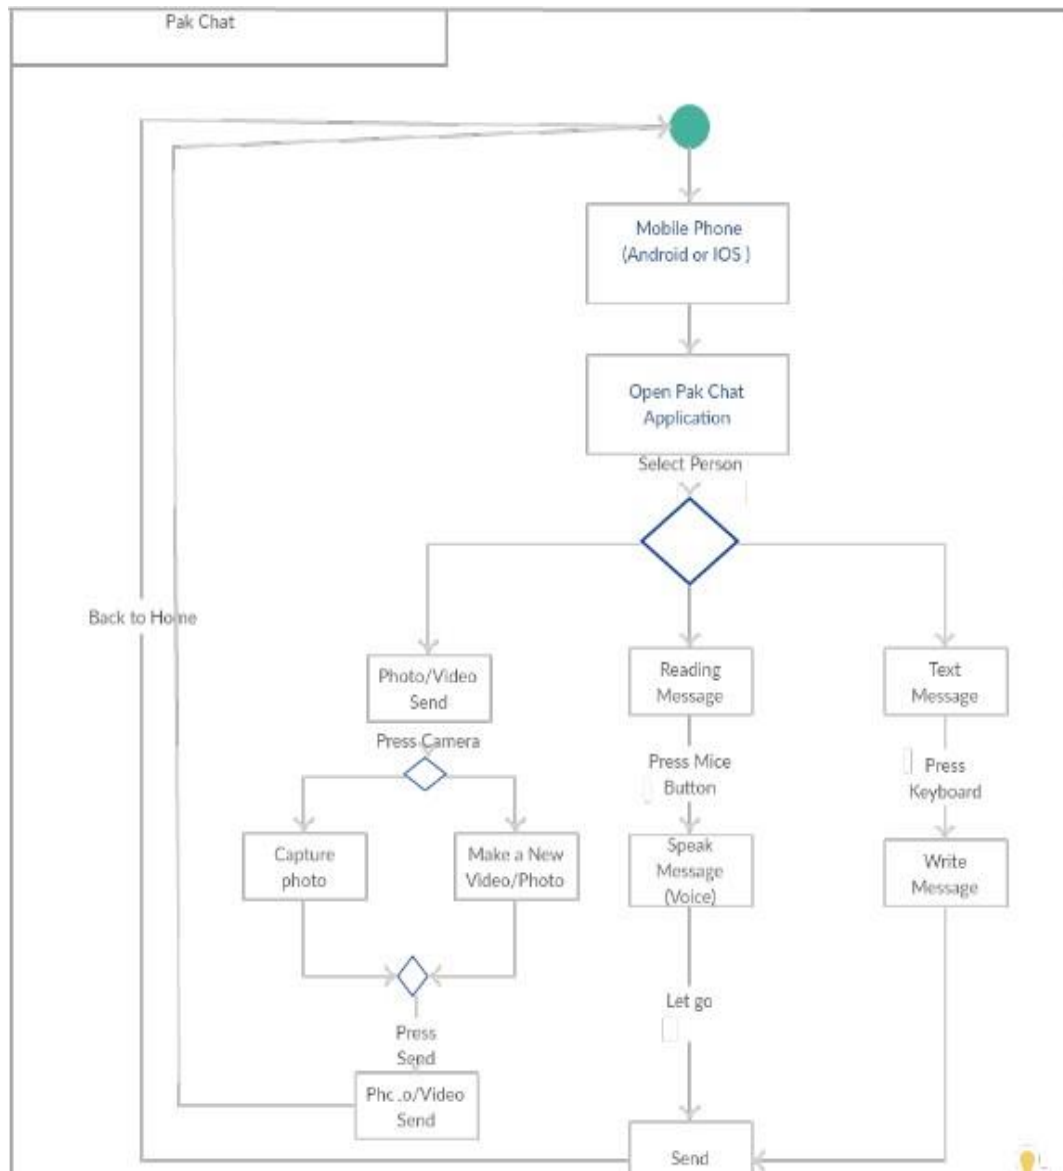 Pak Chat
Mobile Phone
(Android or IOS )
Open Pak Chat
Application
Select Person
Back to Home
Photo/Video
Send
Press Camera
Capture
photo
Make a New
Video/Photo
Press
Send
Pho.o/Video
Send
Reading
Message
Press Mice
Button
Speak
Message
(Voice)
Let go
Send
Text
Message
Press
Keyboard
Write
Message